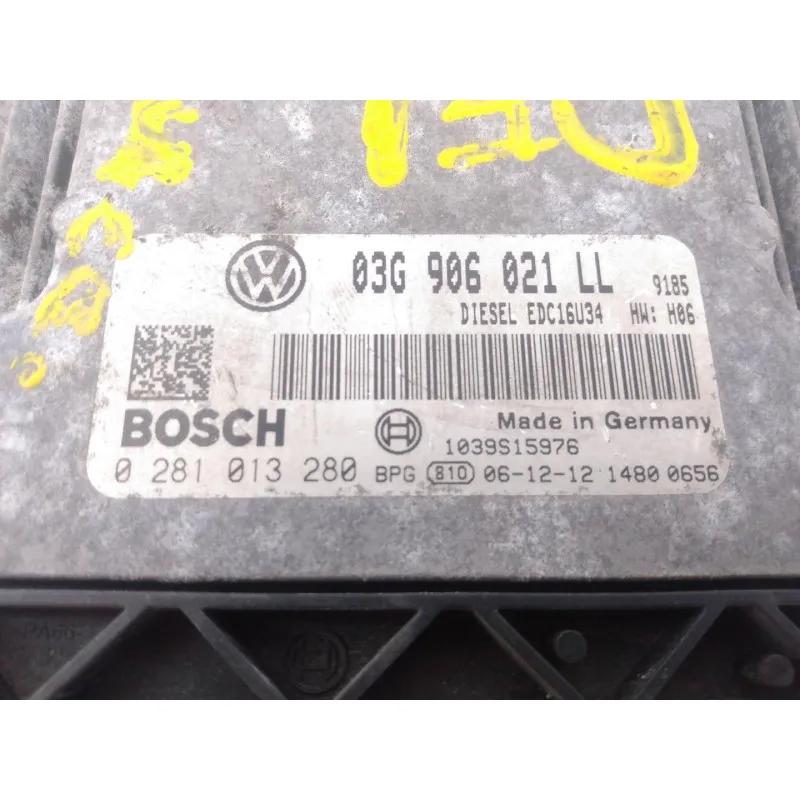 03G 906 021 LL 9185
DIESEL EDC16U34 HW: H06
BOSCH
Made in Germany
1039S15976
0 281 013 280 BPG 810 06-12-12 1480 0656